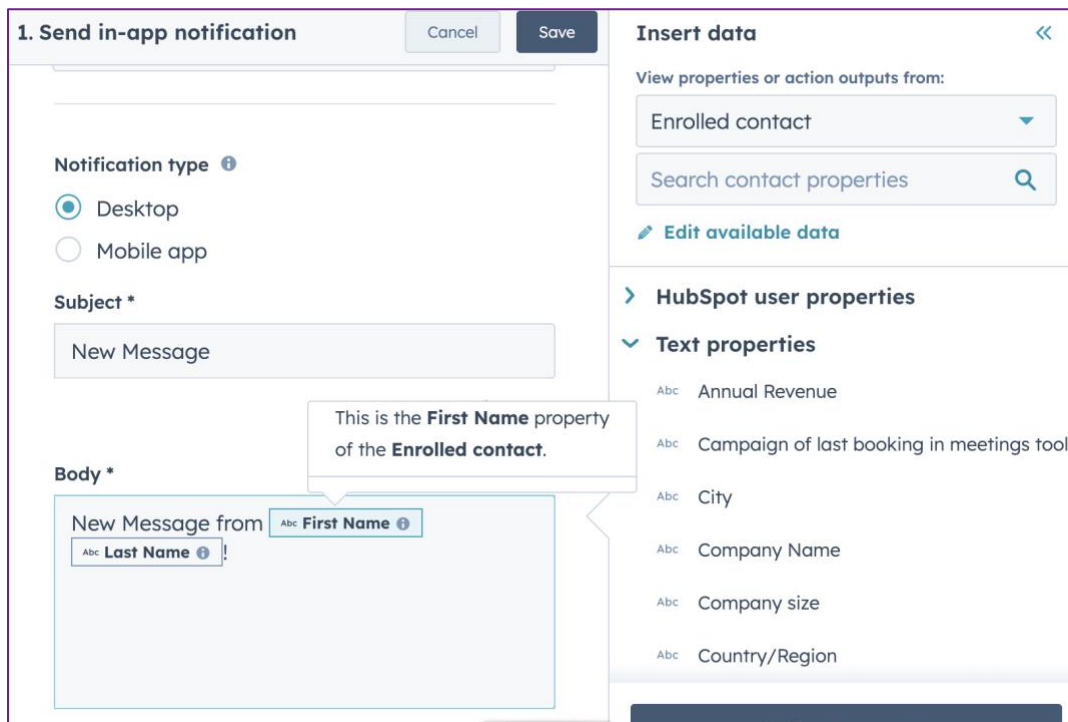 1. Send in-app notification
Cancel
Save
Notification type
Desktop
Mobile app
Subject *
New Message
This is the First Name property
of the Enrolled contact.
Body *
New Message from Abc First Name
Abc Last Name !
Insert data
View properties or action outputs from:
Enrolled contact
Search contact properties
Edit available data
HubSpot user properties
Text properties
Abc Annual Revenue
Abc Campaign of last booking in meetings tool
Abc City
Abc Company Name
Abc Company size
Abc Country/Region